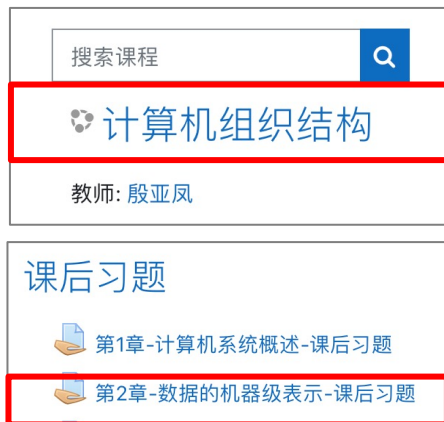 搜索课程
计算机组织结构
教师: 殷亚凤
课后习题
第1章-计算机系统概述-课后习题
第2章-数据的机器级表示-课后习题